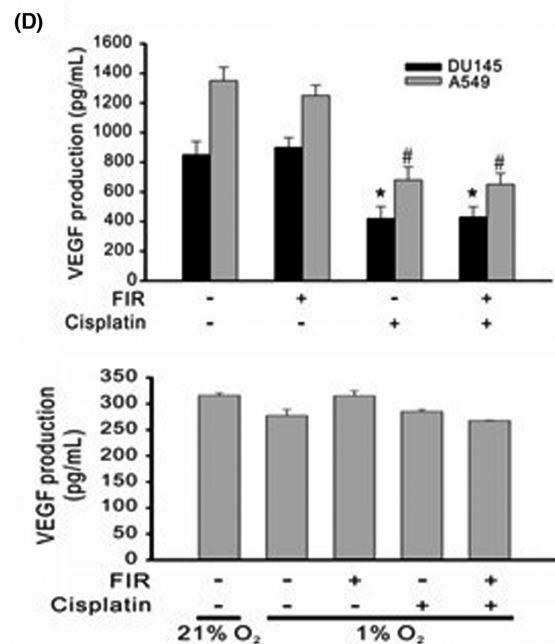 (D)
VEGF production (pg/mL)
1600
1400
1200
1000
800
600
400
200
0
DU145
A549
* # * #
FIR - + - +
Cisplatin - - + +
VEGF production
(pg/mL)
350
300
250
200
150
100
50
0
FIR - - + - +
Cisplatin - - - + +
21% O₂ 1% O₂